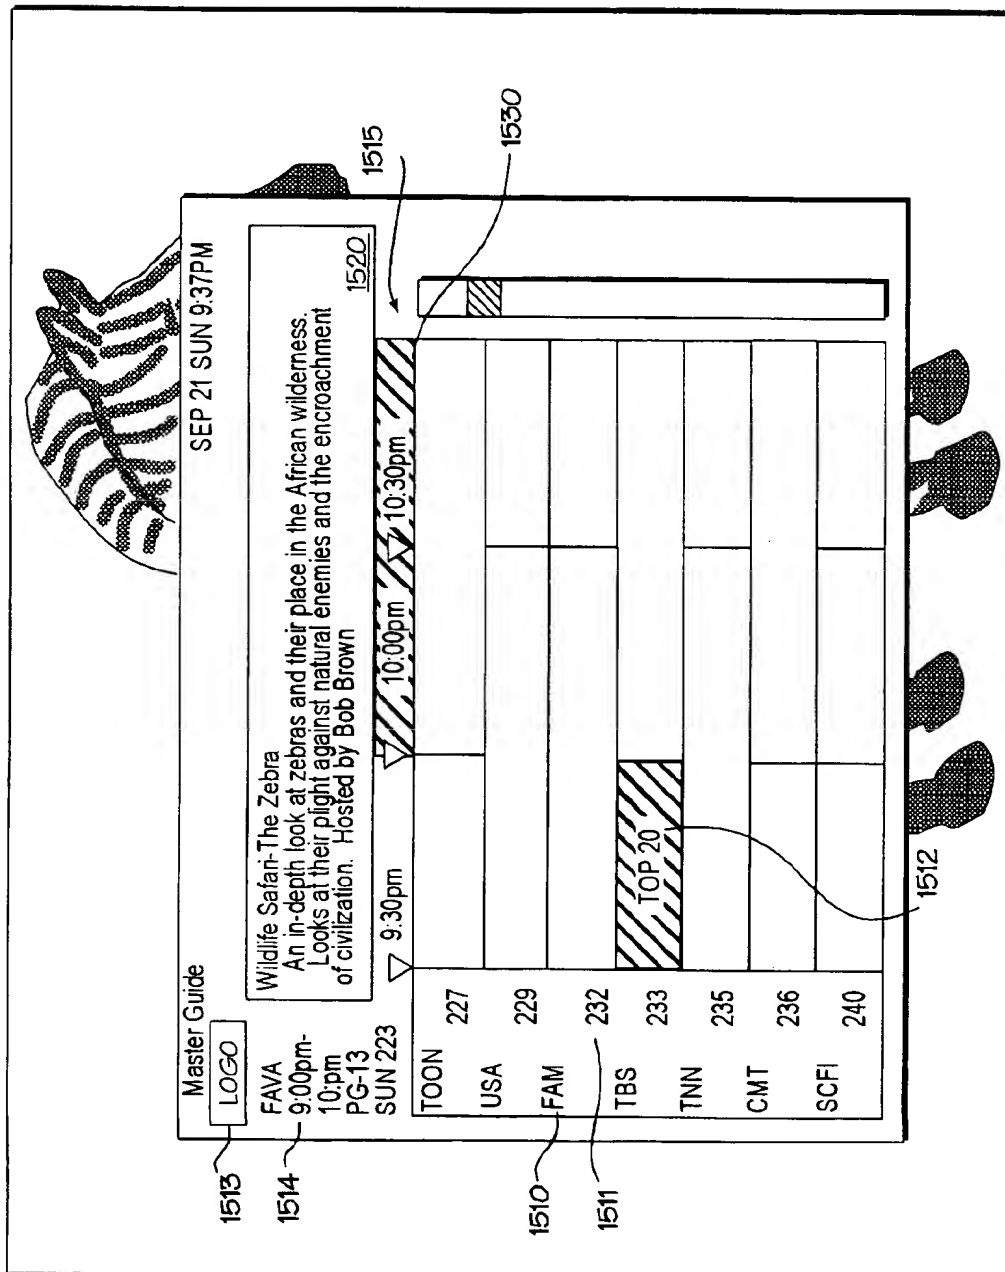 Master Guide
SEP 21 SUN 9:37PM
LOGO
FAVA
9:00pm-
10:pm
PG-13
SUN 223
Wildlife Safari-The Zebra
An in-depth look at zebras and their place in the African wilderness.
Looks at their plight against natural enemies and the encroachment
of civilization. Hosted by Bob Brown
1520
9:30pm
10:00pm
10:30pm
TOON 227
USA 229
FAM 232
TBS 233
TOP 20
TNN 235
CMT 236
SCFI 240
1513
1514
1510
1511
1512
1515
1530